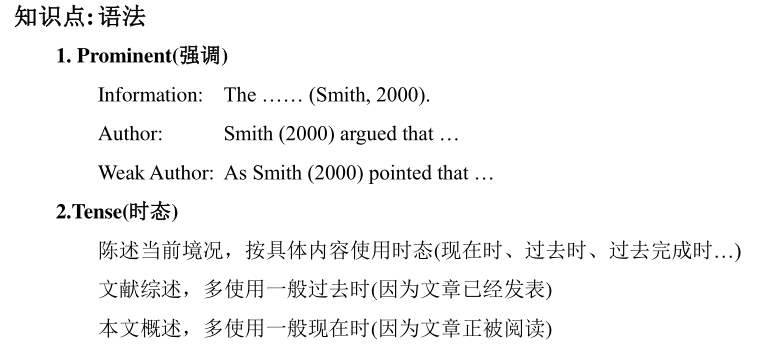 知识点:语法
1. Prominent(强调)
Information: The …… (Smith, 2000).
Author: Smith (2000) argued that …
Weak Author: As Smith (2000) pointed that …
2.Tense(时态)
陈述当前境况，按具体内容使用时态(现在时、过去时、过去完成时…)
文献综述，多使用一般过去时(因为文章已经发表)
本文概述，多使用一般现在时(因为文章正被阅读)